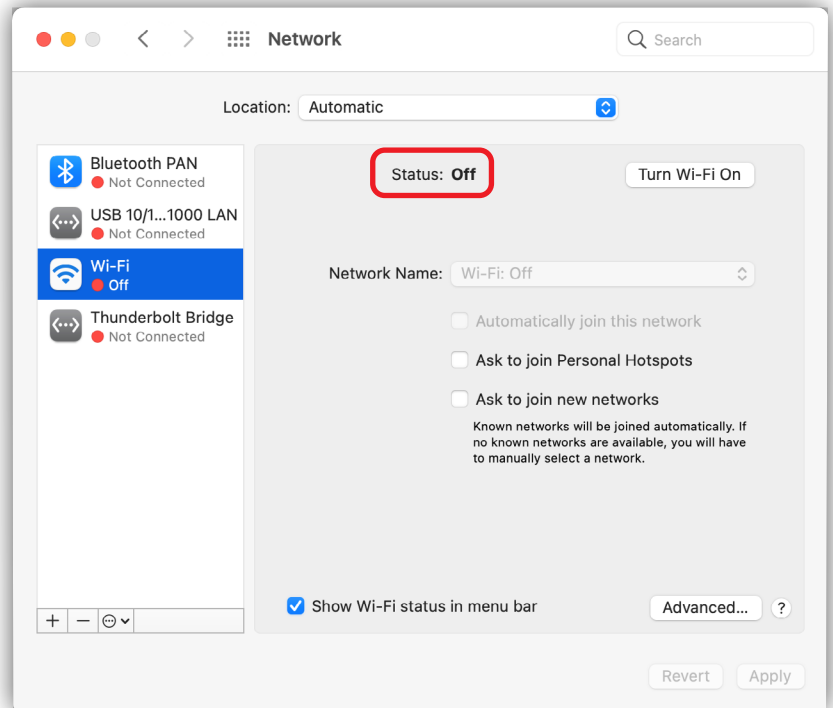 Network
Search
Location: Automatic
Bluetooth PAN
Not Connected
USB 10/1...1000 LAN
Not Connected
Wi-Fi
Off
Thunderbolt Bridge
Not Connected
Status: Off
Turn Wi-Fi On
Network Name: Wi-Fi: Off
Automatically join this network
Ask to join Personal Hotspots
Ask to join new networks
Known networks will be joined automatically. If
no known networks are available, you will have
to manually select a network.
Show Wi-Fi status in menu bar
Advanced...
?
Revert
Apply